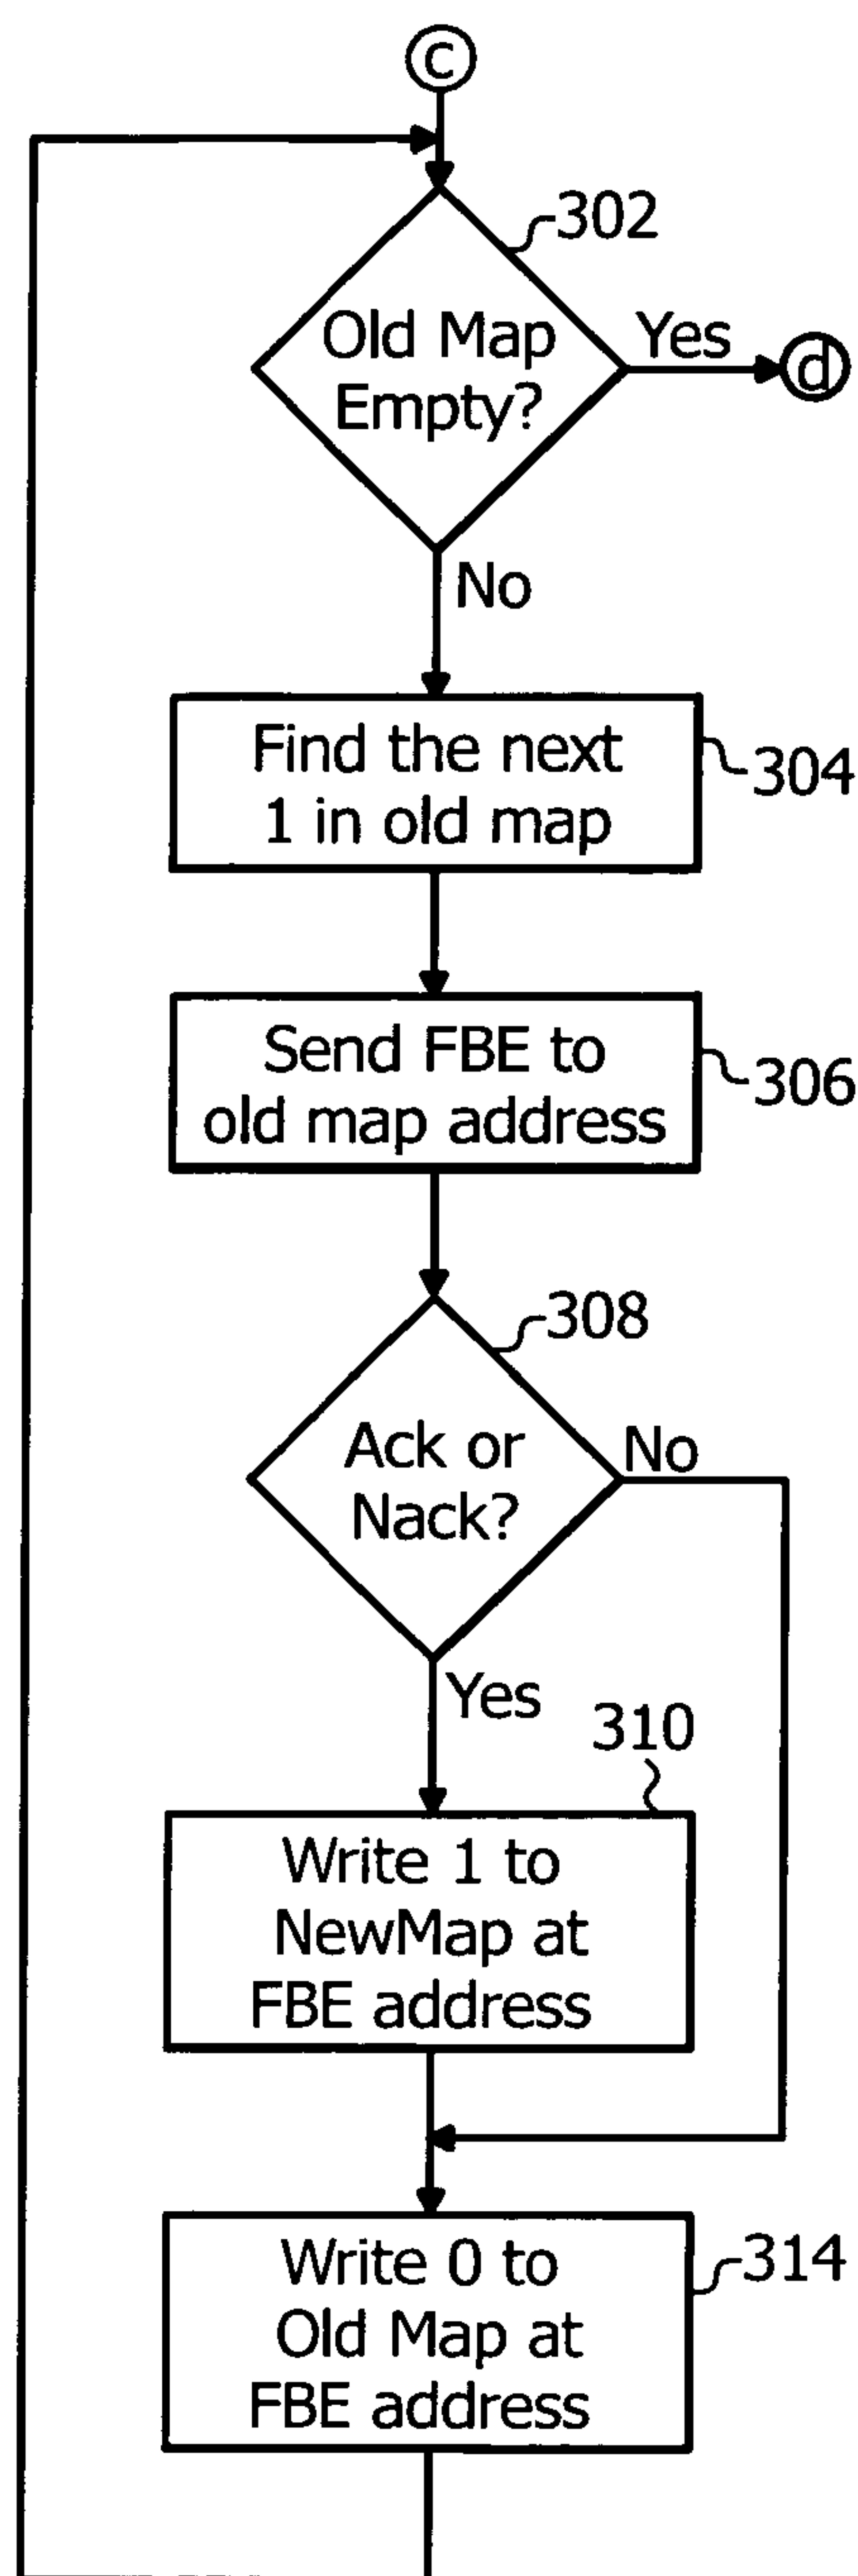 c
302
Old Map
Empty?
Yes
d
No
Find the next
1 in old map
304
Send FBE to
old map address
306
308
Ack or
Nack?
No
Yes
310
Write 1 to
NewMap at
FBE address
Write 0 to
Old Map at
FBE address
314